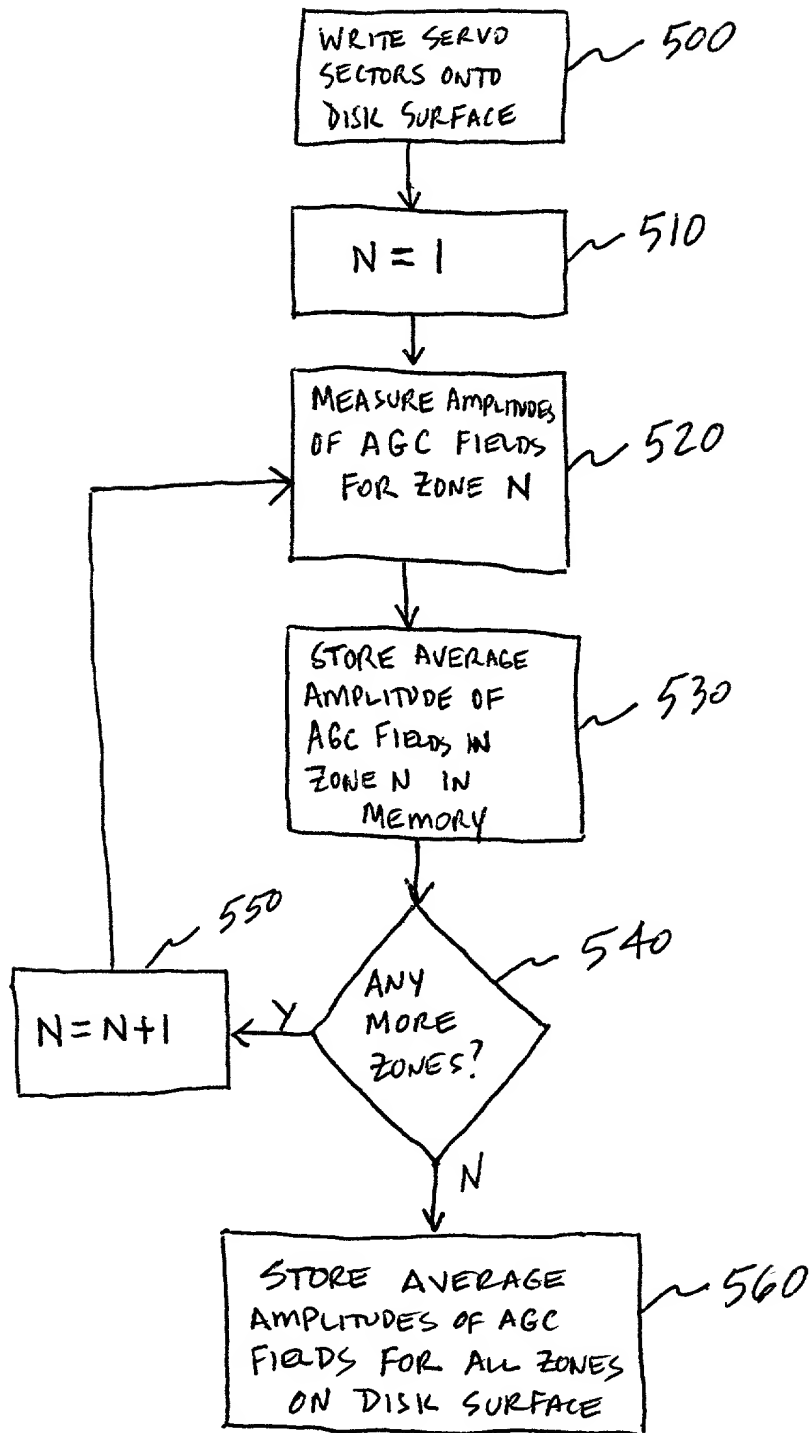 WRITE SERVO
SECTORS ONTO
DISK SURFACE
500
N = 1
510
MEASURE AMPLITUDES
OF AGC FIELDS
FOR ZONE N
520
STORE AVERAGE
AMPLITUDE OF
AGC FIELDS IN
ZONE N IN
MEMORY
530
550
540
ANY
MORE
ZONES?
Y
N=N+1
N
STORE AVERAGE
AMPLITUDES OF AGC
FIELDS FOR ALL ZONES
ON DISK SURFACE
560